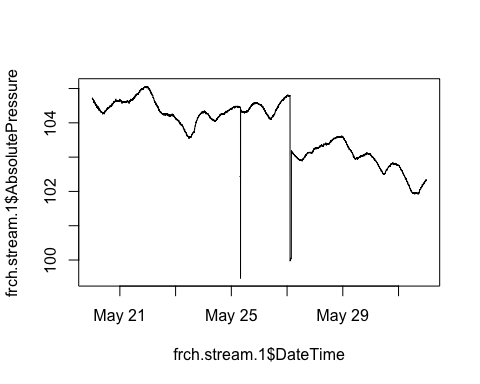 frch.stream.1$AbsolutePressure
104
102
100
May 21
May 25
May 29
frch.stream.1$DateTime